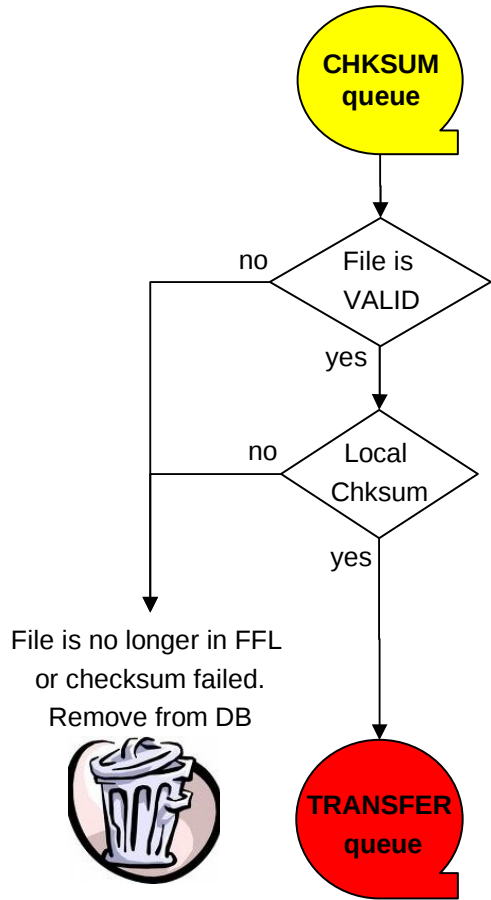 CHKSUM
queue
no
File is
VALID
yes
no
Local
Chksum
yes
File is no longer in FFL
or checksum failed.
Remove from DB
TRANSFER
queue